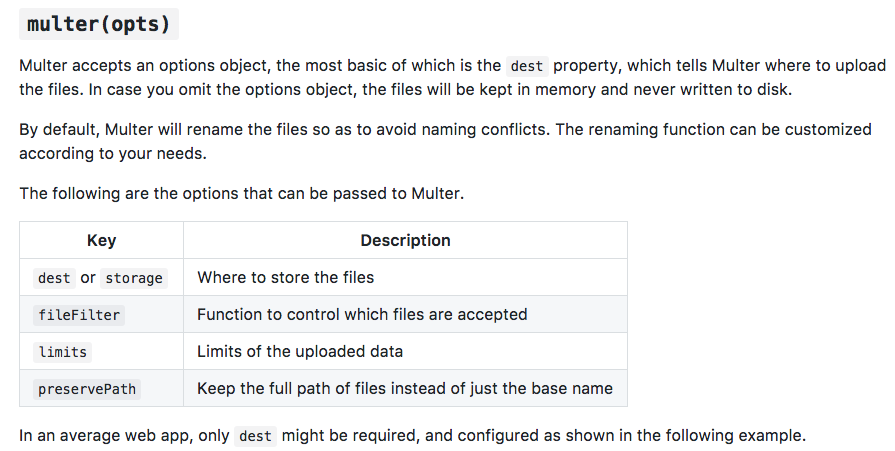 multer(opts)
Multer accepts an options object, the most basic of which is the dest property, which tells Multer where to upload
the files. In case you omit the options object, the files will be kept in memory and never written to disk.
By default, Multer will rename the files so as to avoid naming conflicts. The renaming function can be customized
according to your needs.
The following are the options that can be passed to Multer.
Key Description
dest or storage Where to store the files
fileFilter Function to control which files are accepted
limits Limits of the uploaded data
preservePath Keep the full path of files instead of just the base name
In an average web app, only dest might be required, and configured as shown in the following example.